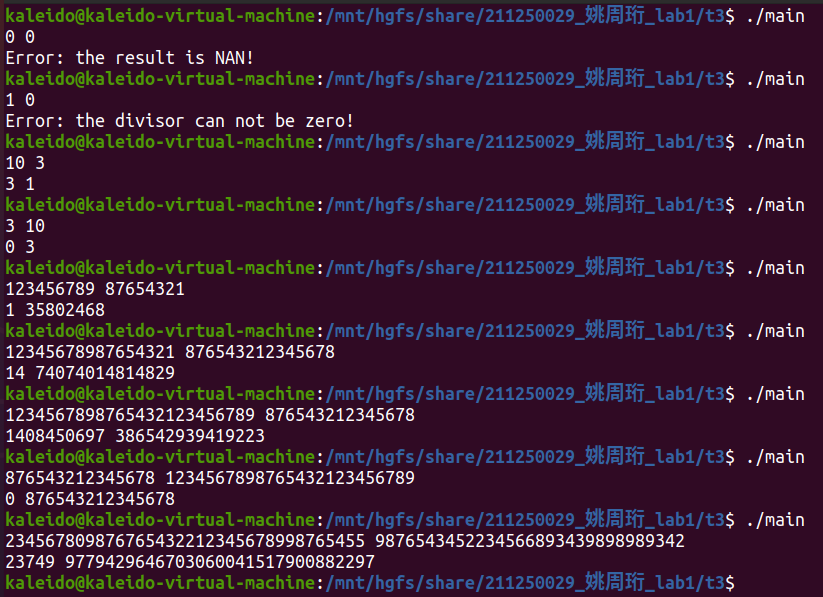 kaleido@kaleido-virtual-machine:/mnt/hgfs/share/211250029_姚周珩_lab1/t3$ ./main
0 0
Error: the result is NAN!
kaleido@kaleido-virtual-machine:/mnt/hgfs/share/211250029_姚周珩_lab1/t3$ ./main
1 0
Error: the divisor can not be zero!
kaleido@kaleido-virtual-machine:/mnt/hgfs/share/211250029_姚周珩_lab1/t3$ ./main
10 3
3 1
kaleido@kaleido-virtual-machine:/mnt/hgfs/share/211250029_姚周珩_lab1/t3$ ./main
3 10
0 3
kaleido@kaleido-virtual-machine:/mnt/hgfs/share/211250029_姚周珩_lab1/t3$ ./main
123456789 87654321
1 35802468
kaleido@kaleido-virtual-machine:/mnt/hgfs/share/211250029_姚周珩_lab1/t3$ ./main
12345678987654321 876543212345678
14 74074014814829
kaleido@kaleido-virtual-machine:/mnt/hgfs/share/211250029_姚周珩_lab1/t3$ ./main
1234567898765432123456789 876543212345678
1408450697 386542939419223
kaleido@kaleido-virtual-machine:/mnt/hgfs/share/211250029_姚周珩_lab1/t3$ ./main
876543212345678 1234567898765432123456789
0 876543212345678
kaleido@kaleido-virtual-machine:/mnt/hgfs/share/211250029_姚周珩_lab1/t3$ ./main
234567809876765432212345678998765455 9876543452234566893439898989342
23749 9779429646703060041517900882297
kaleido@kaleido-virtual-machine:/mnt/hgfs/share/211250029_姚周珩_lab1/t3$